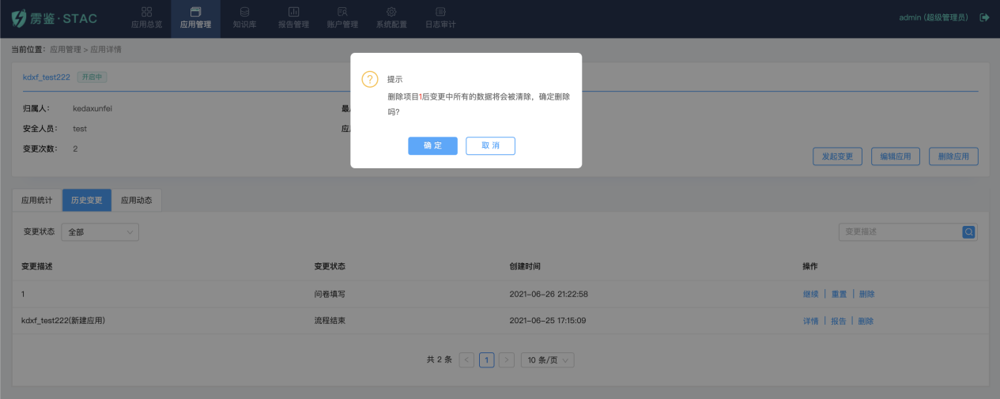 雳鉴·STAC
应用总览
应用管理
知识库
报告管理
账户管理
系统配置
日志审计
admin (超级管理员)
当前位置: 应用管理 > 应用详情
kdxf_test222 开启中
归属人: kedaxunfei
最
安全人员: test
应
变更次数: 2
提示
删除项目1后变更中所有的数据将会被清除，确定删除
吗?
确 定
取 消
发起变更
编辑应用
删除应用
应用统计
历史变更
应用动态
变更状态 全部
变更描述
变更描述 变更状态 创建时间 操作
1 问卷填写 2021-06-26 21:22:58 继续 | 重置 | 删除
kdxf_test222(新建应用) 流程结束 2021-06-25 17:15:09 详情 | 报告 | 删除
共 2 条 < 1 > 10 条/页